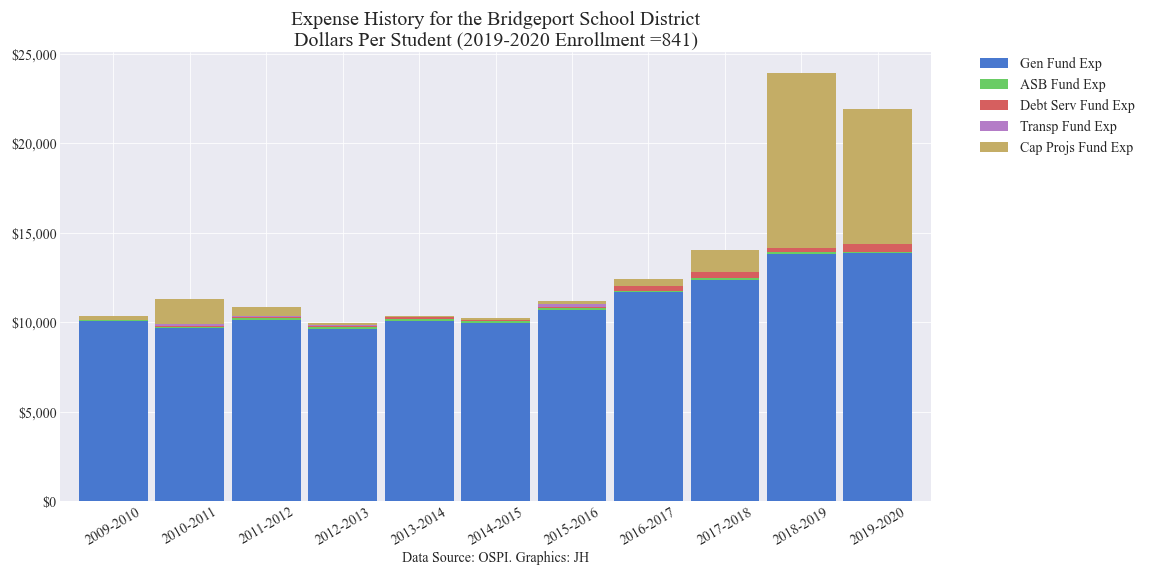 Expense History for the Bridgeport School District
Dollars Per Student (2019-2020 Enrollment =841)
$25,000
$20,000
$15,000
$10,000
$5,000
$0
Gen Fund Exp
ASB Fund Exp
Debt Serv Fund Exp
Transp Fund Exp
Cap Projs Fund Exp
2009-2010
2010-2011
2011-2012
2012-2013
2013-2014
2014-2015
2015-2016
2016-2017
2017-2018
2018-2019
2019-2020
Data Source: OSPI. Graphics: JH